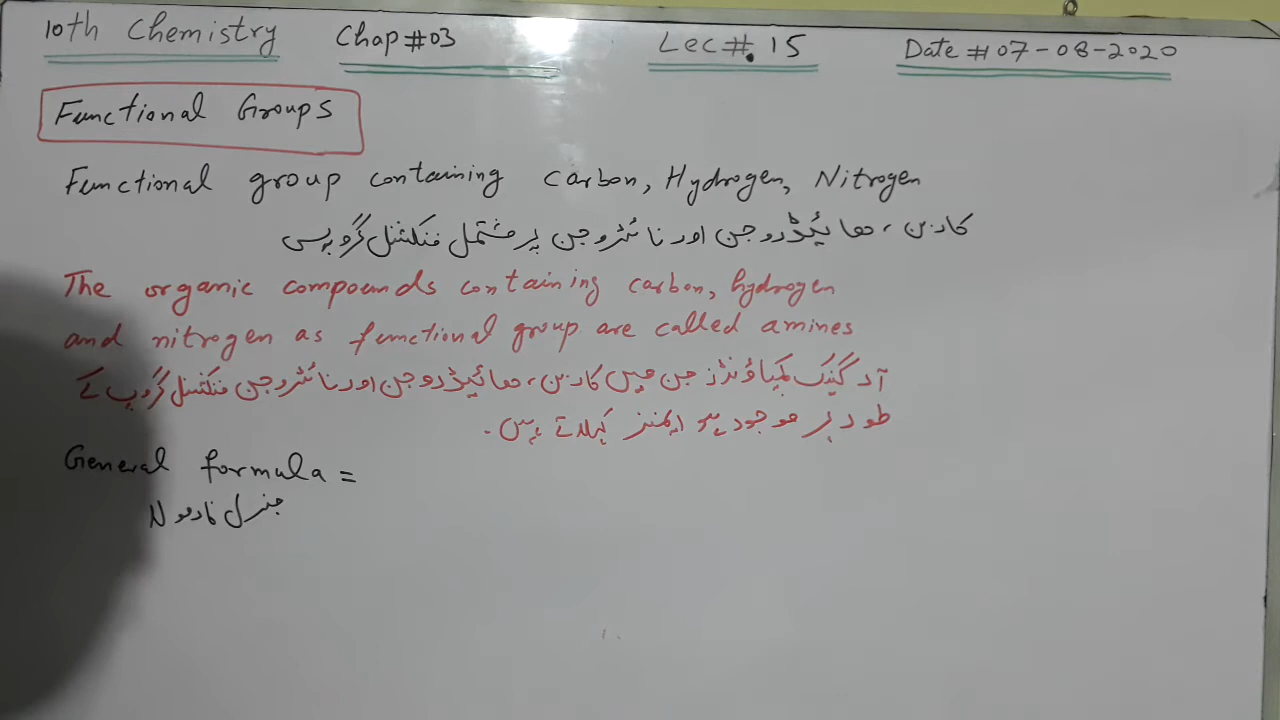 10th Chemistry Chap #03 Lec #. 15 Date # 07-08-2020
Functional Groups
Functional group containing carbon, Hydrogen, Nitrogen
کاربن، ہائیڈروجن اور نائٹروجن پر مشتمل فنکشنل گروپس
The organic compounds containing carbon, hydrogen
and nitrogen as functional group are called amines
آرگینک کمپاؤنڈز جن میں کاربن، ہائیڈروجن اور نائٹروجن فنکشنل گروپ کے
طور پر موجود ہو ایمنز کہلاتے ہیں۔
General formula =
جنرل فارمولا